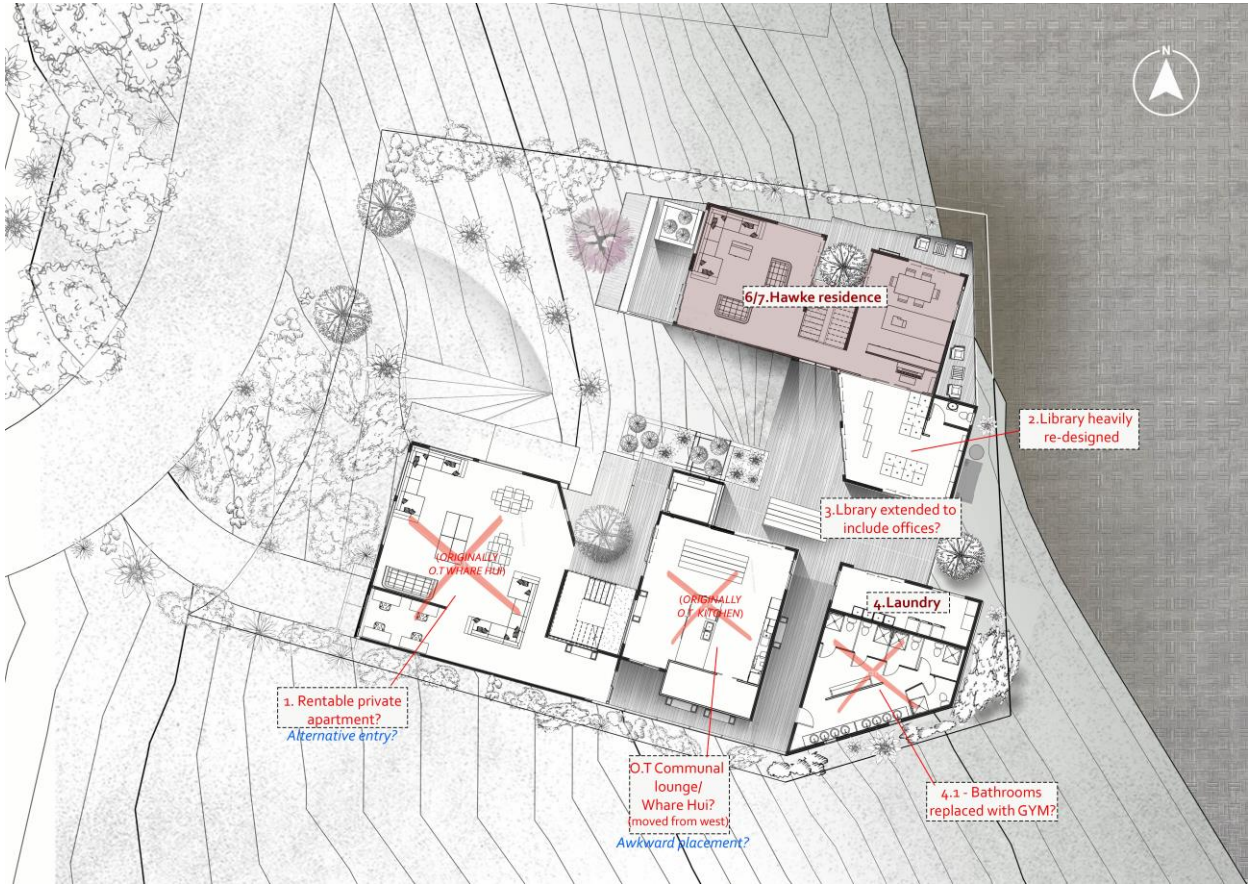 N
6/7.Hawke residence
2.Library heavily
re-designed
3.Lbrary extended to
include offices?
(ORIGINALLY
O.T WHARE HUI)
(ORIGINALLY
O.T. KITCHEN)
4.Laundry
1. Rentable private
apartment?
Alternative entry?
O.T Communal
lounge/
Whare Hui?
(moved from west)
Awkward placement?
4.1 - Bathrooms
replaced with GYM?